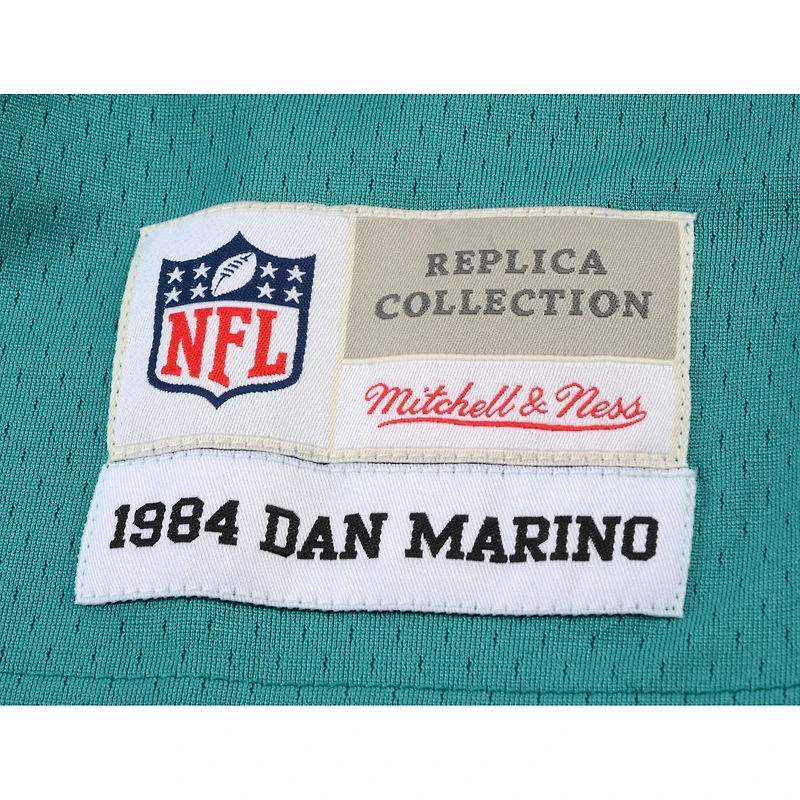 NFL
REPLICA
COLLECTION
Mitchell & Ness
1984 DAN MARINO